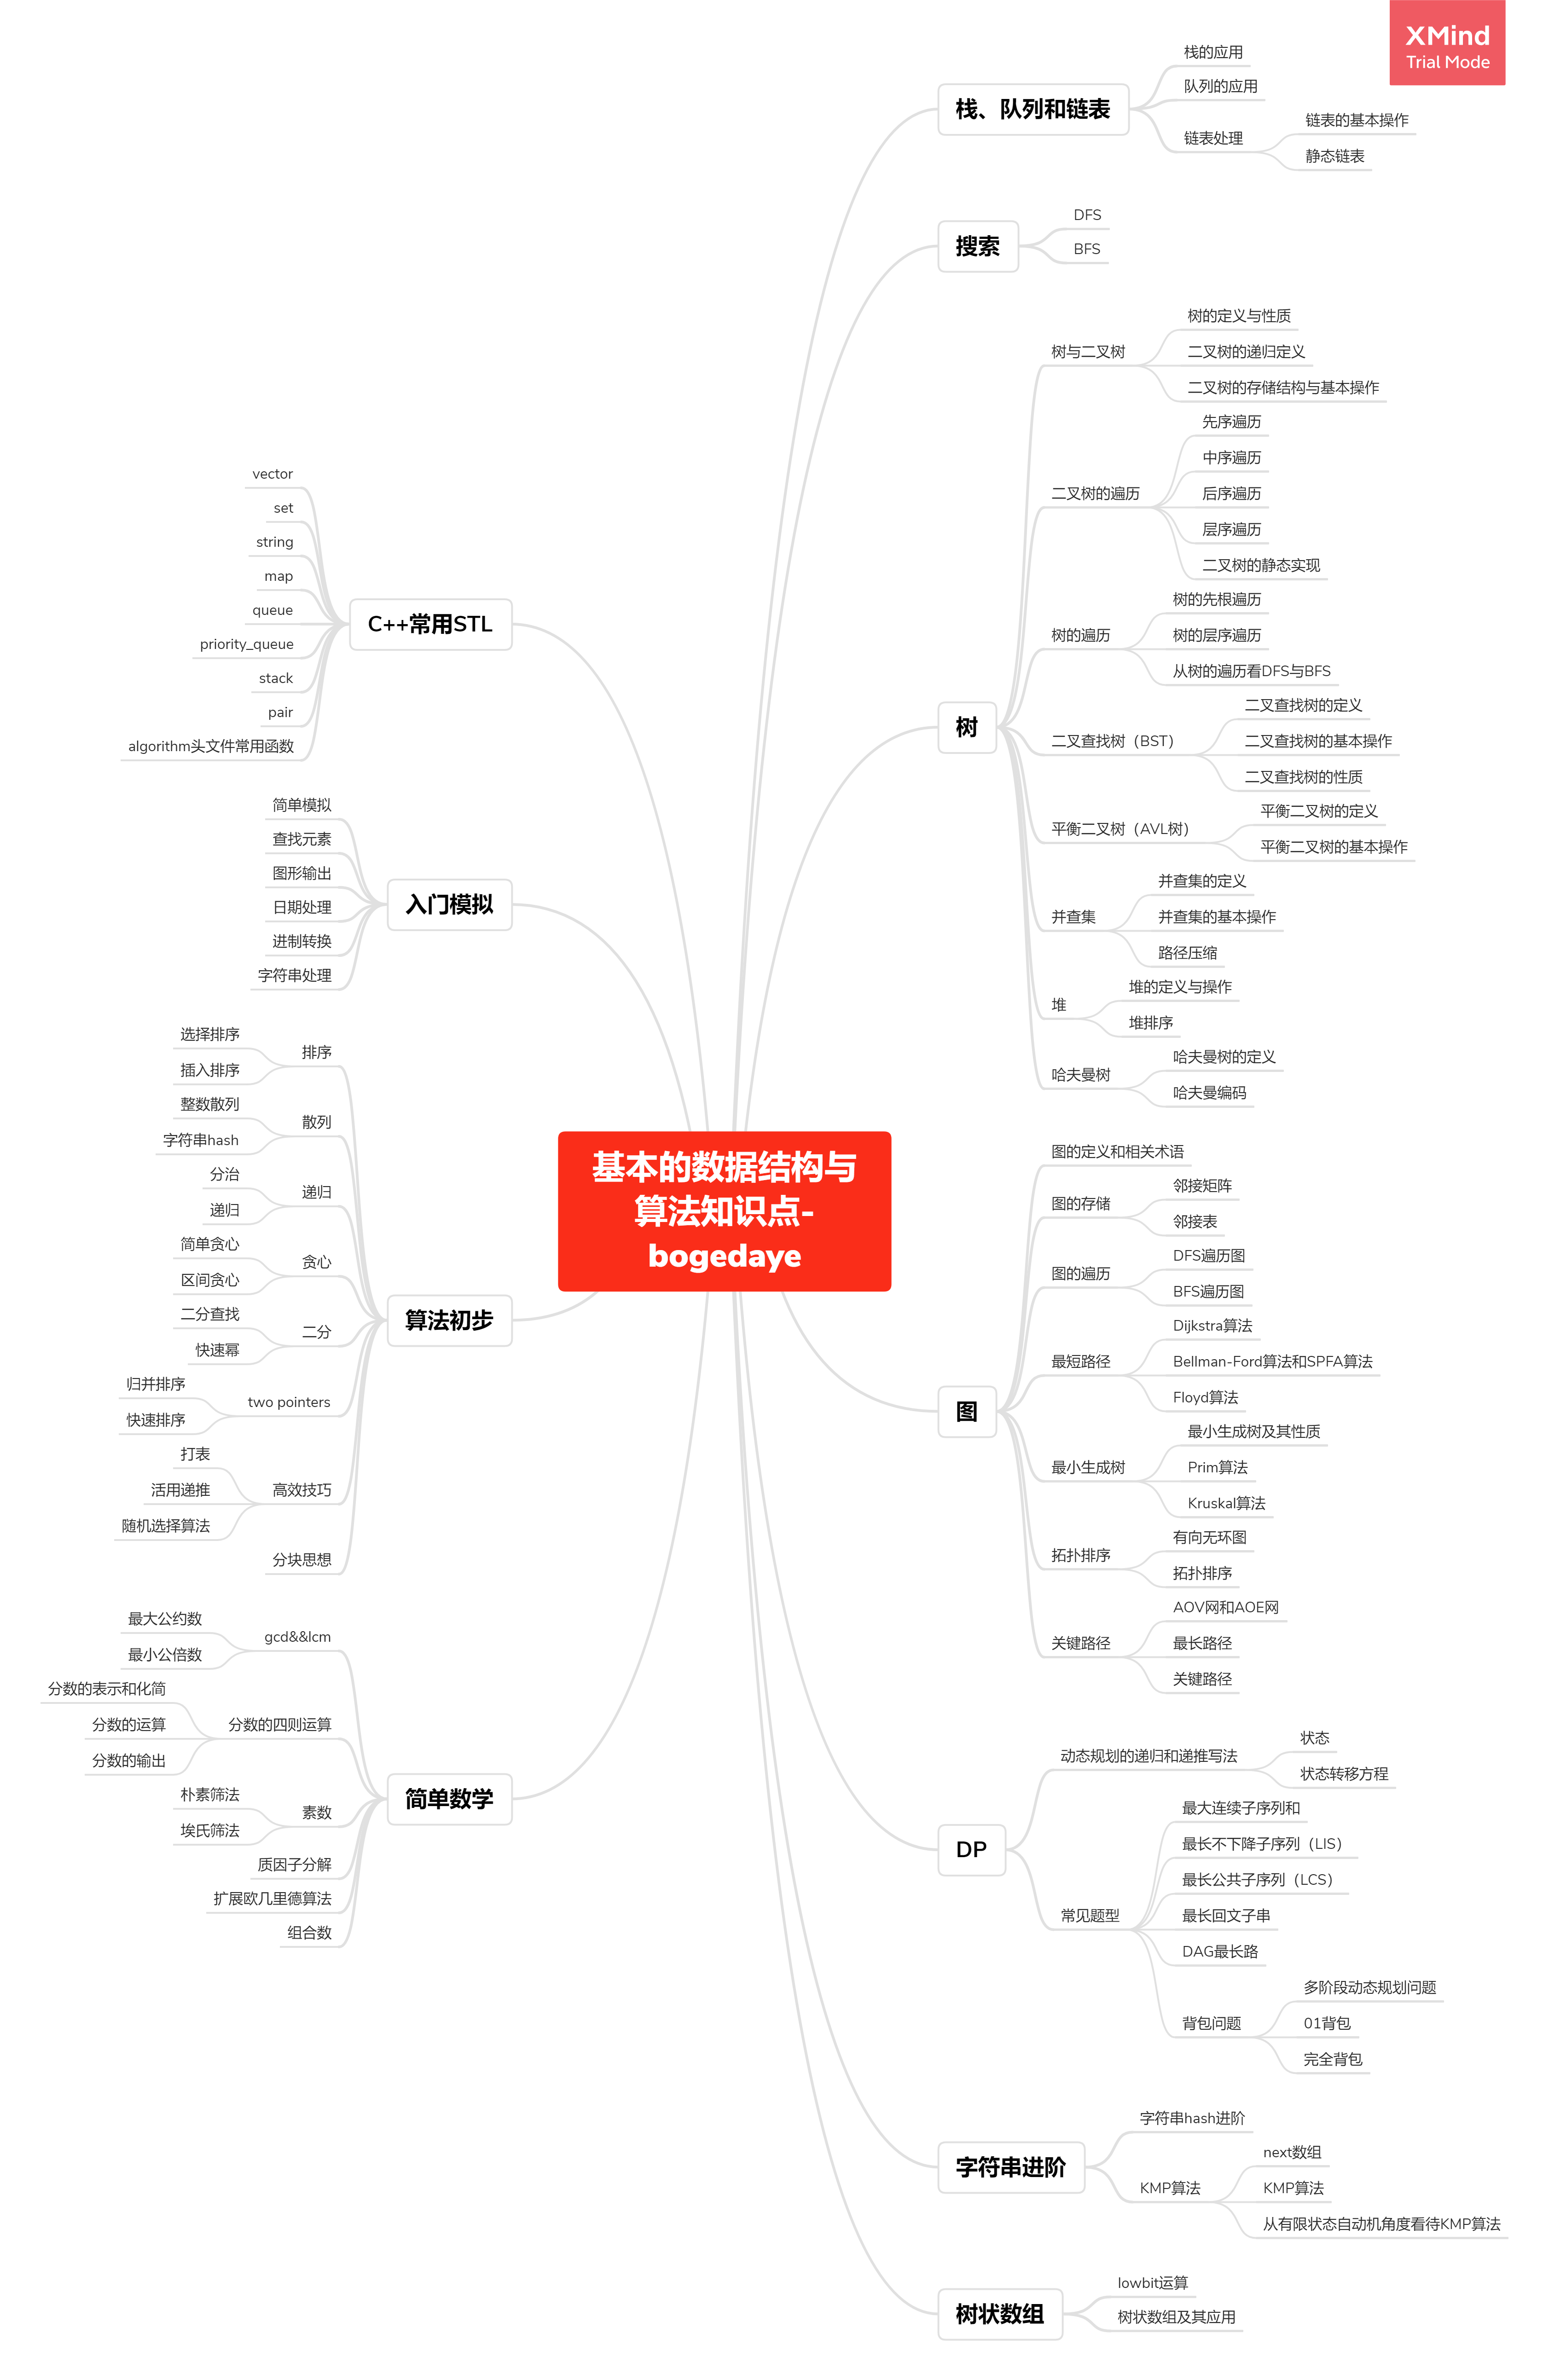 XMind
Trial Mode
基本的数据结构与
算法知识点-
bogedaye
栈、队列和链表
栈的应用
队列的应用
链表处理
链表的基本操作
静态链表
搜索
DFS
BFS
树
树与二叉树
树的定义与性质
二叉树的递归定义
二叉树的存储结构与基本操作
二叉树的遍历
先序遍历
中序遍历
后序遍历
层序遍历
二叉树的静态实现
树的遍历
树的先根遍历
树的层序遍历
从树的遍历看DFS与BFS
二叉查找树（BST）
二叉查找树的定义
二叉查找树的基本操作
二叉查找树的性质
平衡二叉树（AVL树）
平衡二叉树的定义
平衡二叉树的基本操作
并查集
并查集的定义
并查集的基本操作
路径压缩
堆
堆的定义与操作
堆排序
哈夫曼树
哈夫曼树的定义
哈夫曼编码
图
图的定义和相关术语
图的存储
邻接矩阵
邻接表
图的遍历
DFS遍历图
BFS遍历图
最短路径
Dijkstra算法
Bellman-Ford算法和SPFA算法
Floyd算法
最小生成树
最小生成树及其性质
Prim算法
Kruskal算法
拓扑排序
有向无环图
拓扑排序
关键路径
AOV网和AOE网
最长路径
关键路径
DP
动态规划的递归和递推写法
状态
状态转移方程
常见题型
最大连续子序列和
最长不下降子序列（LIS）
最长公共子序列（LCS）
最长回文子串
DAG最长路
背包问题
多阶段动态规划问题
01背包
完全背包
字符串进阶
字符串hash进阶
KMP算法
next数组
KMP算法
从有限状态自动机角度看待KMP算法
树状数组
lowbit运算
树状数组及其应用
C++常用STL
vector
set
string
map
queue
priority_queue
stack
pair
algorithm头文件常用函数
入门模拟
简单模拟
查找元素
图形输出
日期处理
进制转换
字符串处理
算法初步
排序
选择排序
插入排序
散列
整数散列
字符串hash
递归
分治
递归
贪心
简单贪心
区间贪心
二分
二分查找
快速幂
two pointers
归并排序
快速排序
高效技巧
打表
活用递推
随机选择算法
分块思想
简单数学
gcd&&lcm
最大公约数
最小公倍数
分数的四则运算
分数的表示和化简
分数的运算
分数的输出
素数
朴素筛法
埃氏筛法
质因子分解
扩展欧几里德算法
组合数